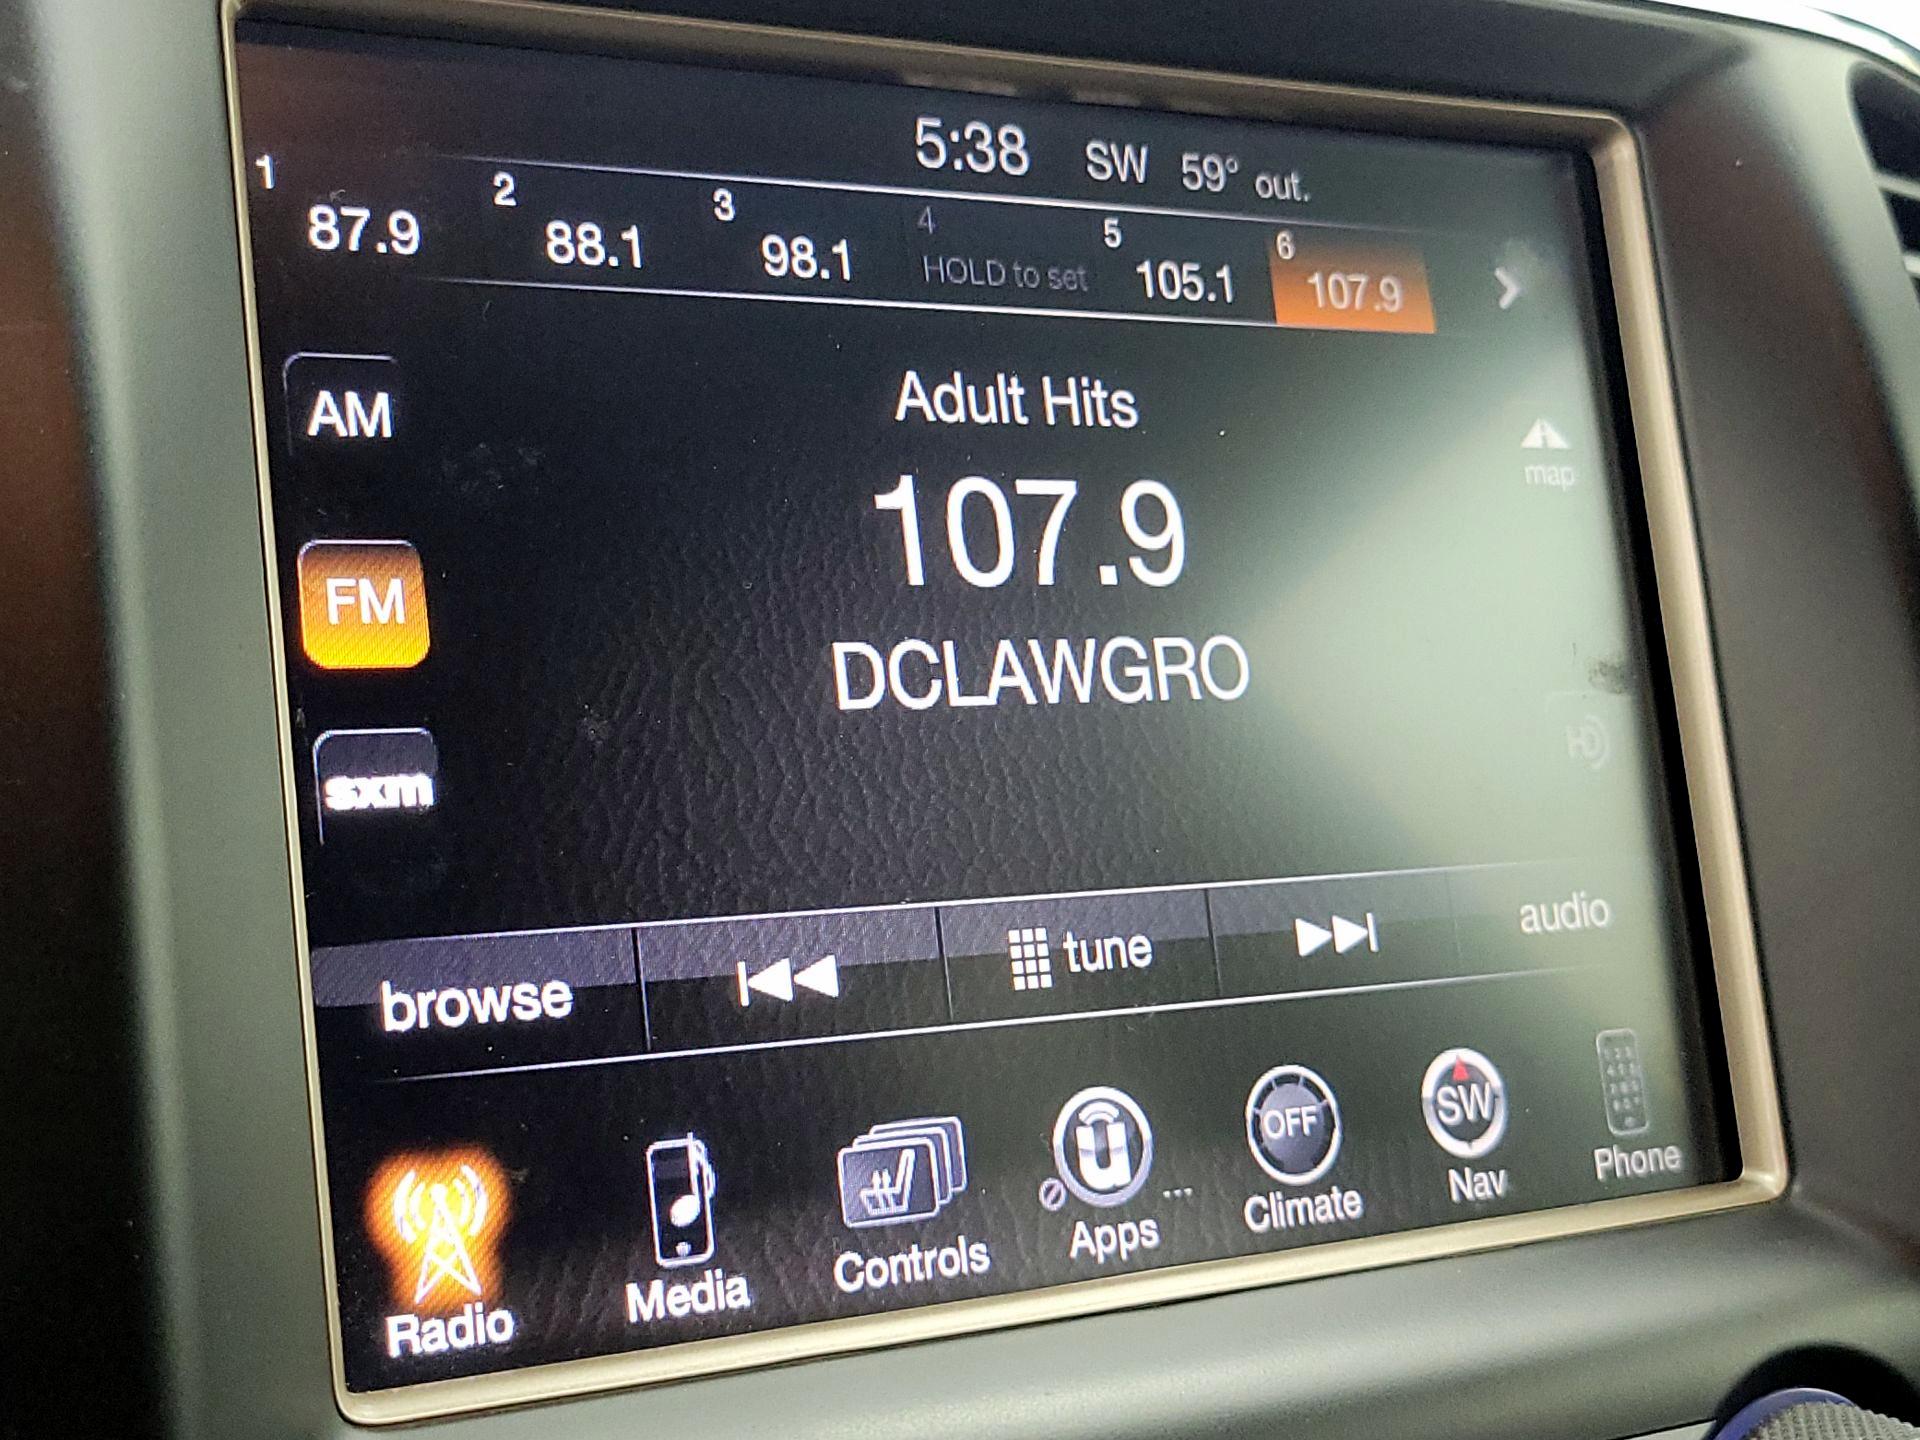 5:38 SW 59° out.
1 2 3 4 5 6
87.9 88.1 98.1 HOLD to set 105.1 107.9
AM
Adult Hits
map
107.9
FM
DCLAWGRO
HD
sxm
browse tune audio
u OFF SW
Radio Media Controls Apps ... Climate Nav Phone